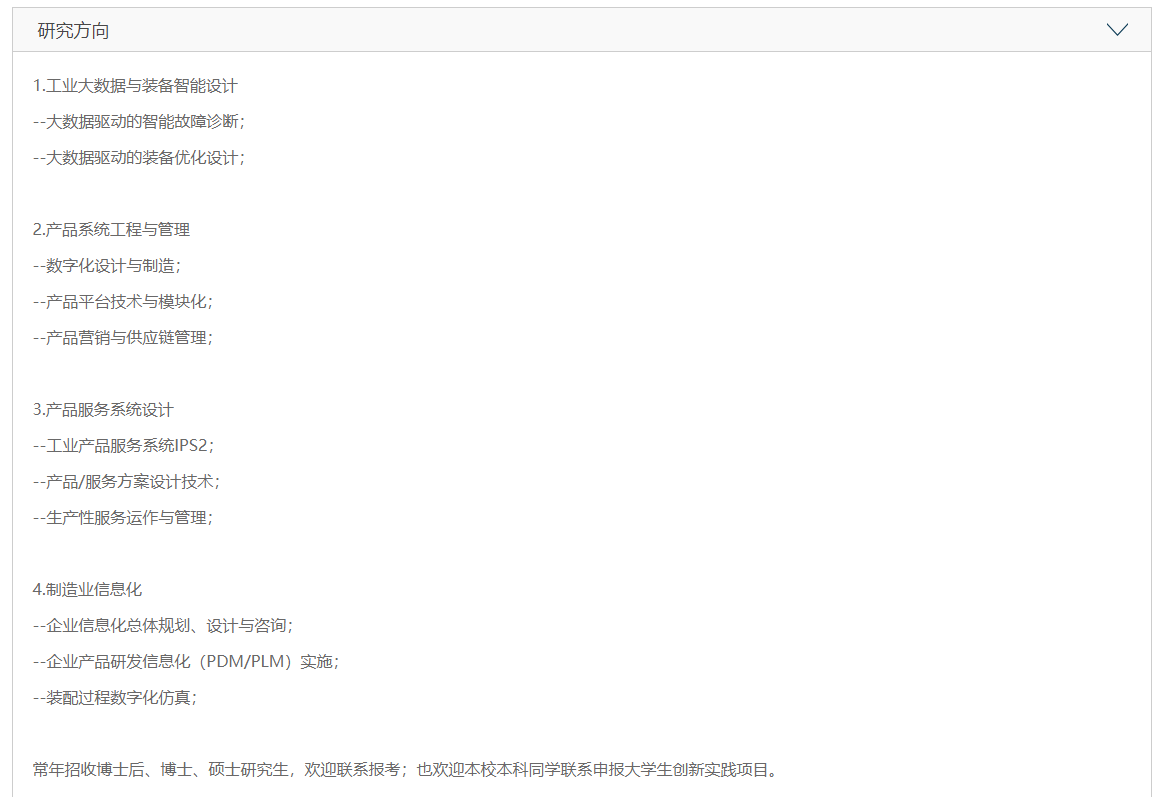 研究方向
1.工业大数据与装备智能设计
--大数据驱动的智能故障诊断；
--大数据驱动的装备优化设计；
2.产品系统工程与管理
--数字化设计与制造；
--产品平台技术与模块化；
--产品营销与供应链管理；
3.产品服务系统设计
--工业产品服务系统IPS2；
--产品/服务方案设计技术；
--生产性服务运作与管理；
4.制造业信息化
--企业信息化总体规划、设计与咨询；
--企业产品研发信息化（PDM/PLM）实施；
--装配过程数字化仿真；
常年招收博士后、博士、硕士研究生，欢迎联系报考；也欢迎本校本科同学联系申报大学生创新实践项目。